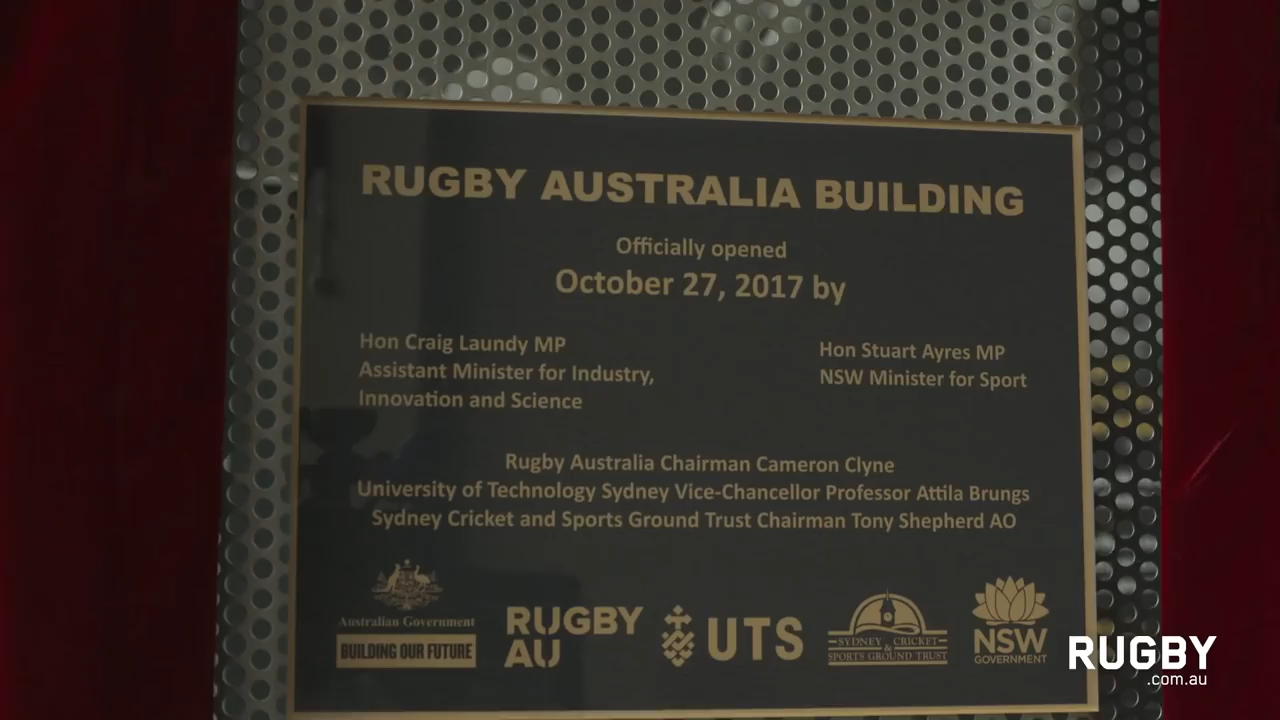 RUGBY AUSTRALIA BUILDING
Officially opened
October 27, 2017 by
Hon Craig Laundy MP
Assistant Minister for Industry,
Innovation and Science
Hon Stuart Ayres MP
NSW Minister for Sport
Rugby Australia Chairman Cameron Clyne
University of Technology Sydney Vice-Chancellor Professor Attila Brungs
Sydney Cricket and Sports Ground Trust Chairman Tony Shepherd AO
Australian Government
BUILDING OUR FUTURE
RUGBY
AU
UTS
SYDNEY CRICKET
&
SPORTS GROUND TRUST
NSW
GOVERNMENT
RUGBY
.com.au